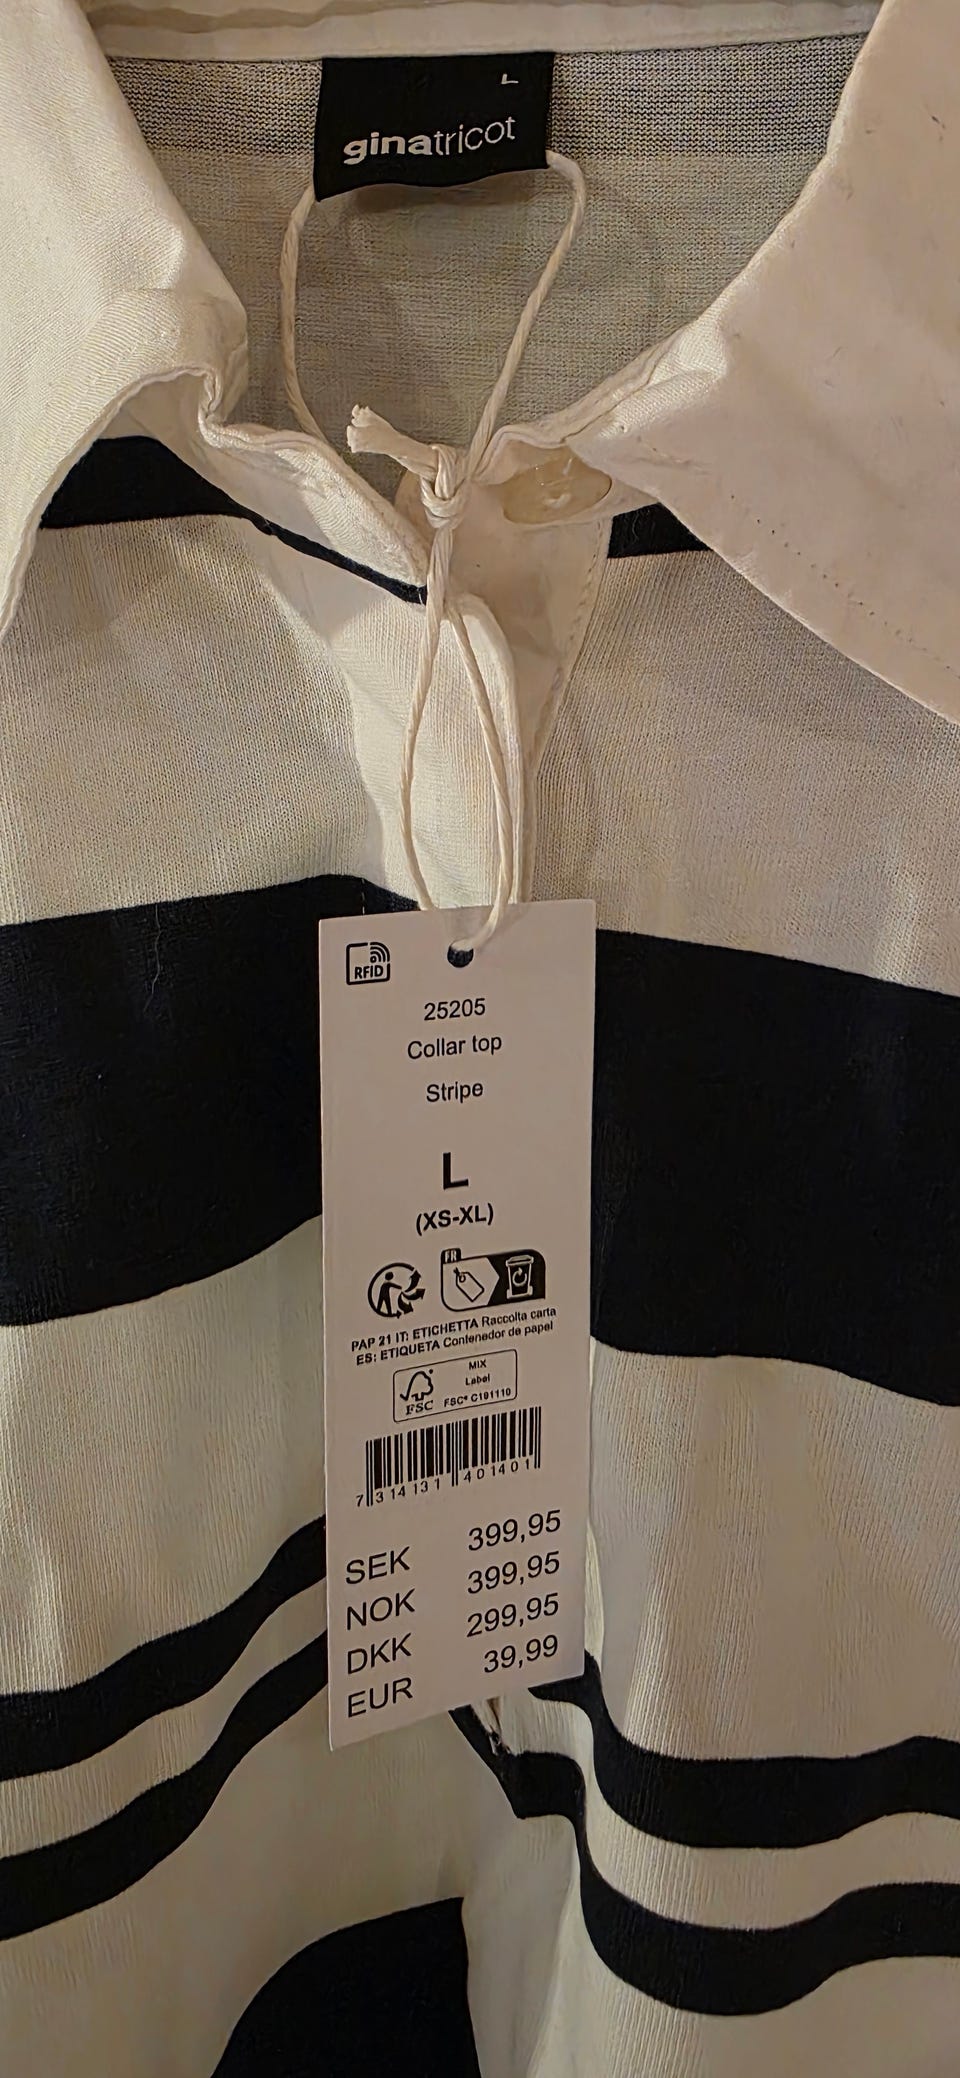 L
ginatricot
RFID
25205
Collar top
Stripe
L
(XS-XL)
FR
PAP 21 IT: ETICHETTA Raccolta carta
ES: ETIQUETA Contenedor de papel
FSC
MIX
Label
FSC® C191110
7 314131 401401
SEK 399,95
NOK 399,95
DKK 299,95
EUR 39,99